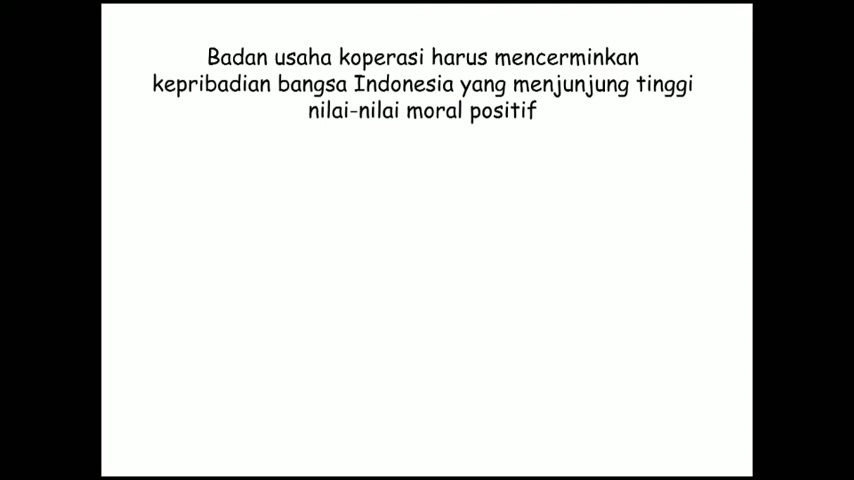 Badan usaha koperasi harus mencerminkan
kepribadian bangsa Indonesia yang menjunjung tinggi
nilai-nilai moral positif